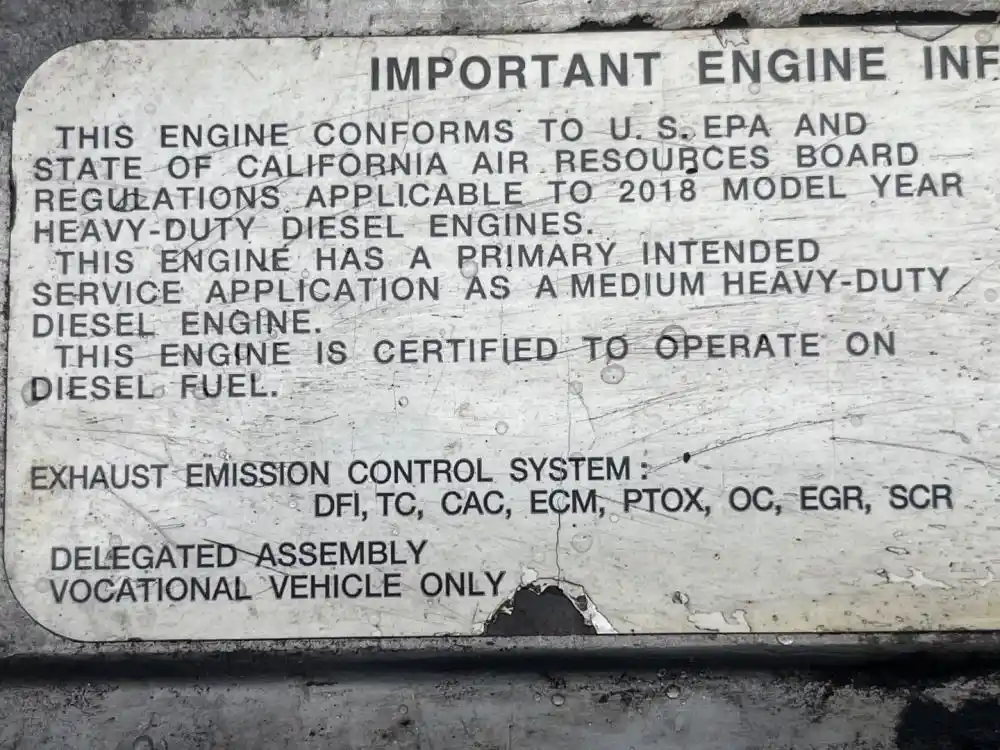 IMPORTANT ENGINE INF
THIS ENGINE CONFORMS TO U.S. EPA AND
STATE OF CALIFORNIA AIR RESOURCES BOARD
REGULATIONS APPLICABLE TO 2018 MODEL YEAR
HEAVY-DUTY DIESEL ENGINES.
THIS ENGINE HAS A PRIMARY INTENDED
SERVICE APPLICATION AS A MEDIUM HEAVY-DUTY
DIESEL ENGINE.
THIS ENGINE IS CERTIFIED TO OPERATE ON
DIESEL FUEL.
EXHAUST EMISSION CONTROL SYSTEM:
DFI, TC, CAC, ECM, PTOX, OC, EGR, SCR
DELEGATED ASSEMBLY
VOCATIONAL VEHICLE ONLY